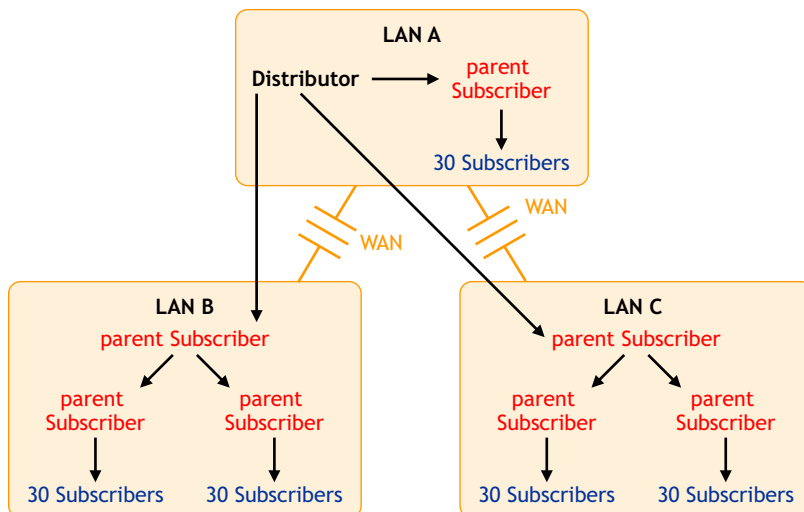 LAN A
Distributor
parent
Subscriber
30 Subscribers
WAN
WAN
LAN B
parent Subscriber
parent
Subscriber
parent
Subscriber
30 Subscribers
30 Subscribers
LAN C
parent Subscriber
parent
Subscriber
parent
Subscriber
30 Subscribers
30 Subscribers